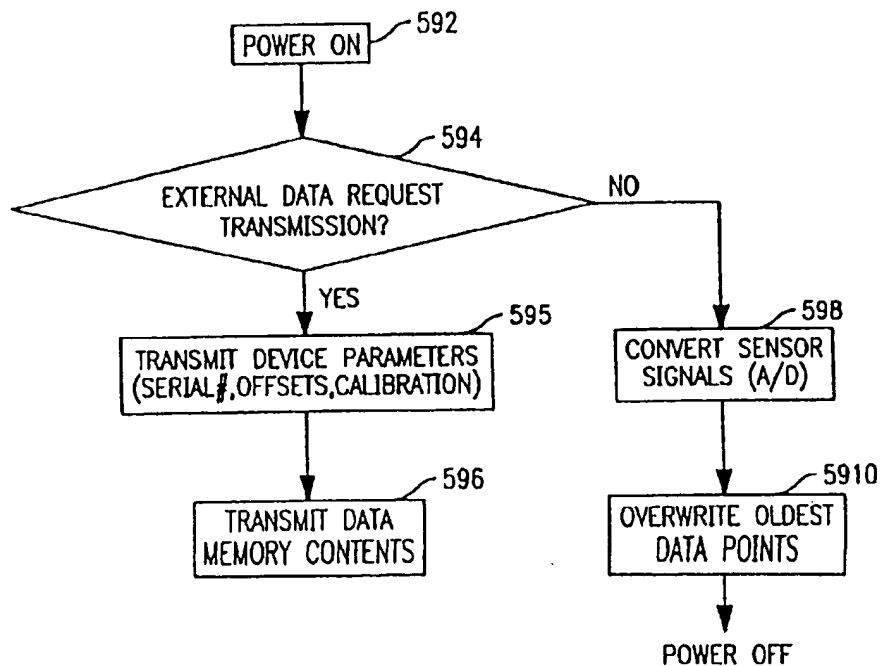 592
POWER ON
594
EXTERNAL DATA REQUEST
TRANSMISSION?
NO
YES
595
TRANSMIT DEVICE PARAMETERS
(SERIAL#,OFFSETS,CALIBRATION)
598
CONVERT SENSOR
SIGNALS (A/D)
596
TRANSMIT DATA
MEMORY CONTENTS
5910
OVERWRITE OLDEST
DATA POINTS
POWER OFF